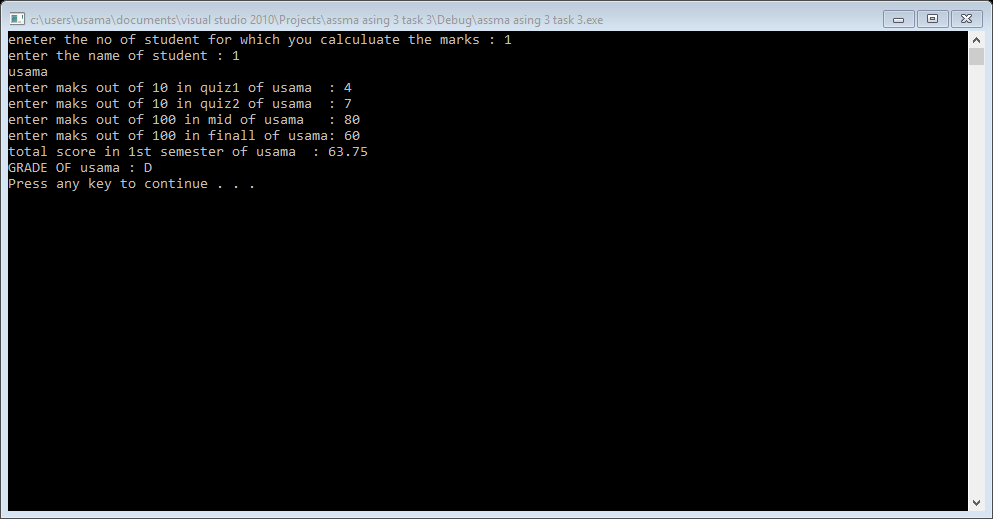 c:\users\usama\documents\visual studio 2010\Projects\assma asing 3 task 3\Debug\assma asing 3 task 3.exe
eneter the no of student for which you calculuate the marks : 1
enter the name of student : 1
usama
enter maks out of 10 in quiz1 of usama  : 4
enter maks out of 10 in quiz2 of usama  : 7
enter maks out of 100 in mid of usama   : 80
enter maks out of 100 in finall of usama: 60
total score in 1st semester of usama  : 63.75
GRADE OF usama : D
Press any key to continue . . .